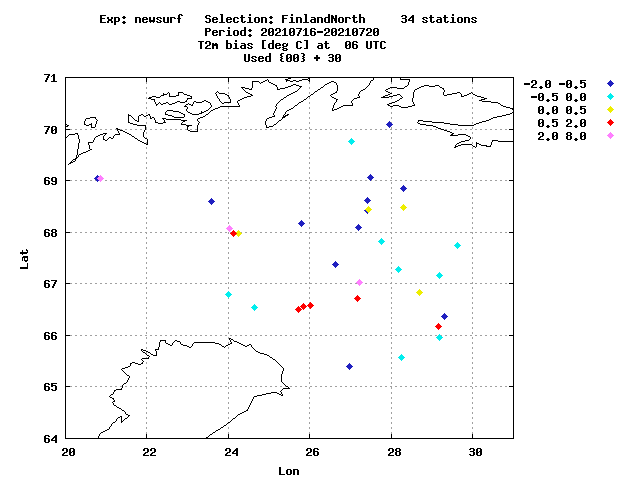 Exp: newsurf Selection: FinlandNorth 34 stations
Period: 20210716-20210720
T2m bias [deg C] at 06 UTC
Used {00} + 30
-2.0 -0.5
-0.5 0.0
0.0 0.5
0.5 2.0
2.0 8.0
71
70
69
68
67
66
65
64
Lat
20 22 24 26 28 30
Lon